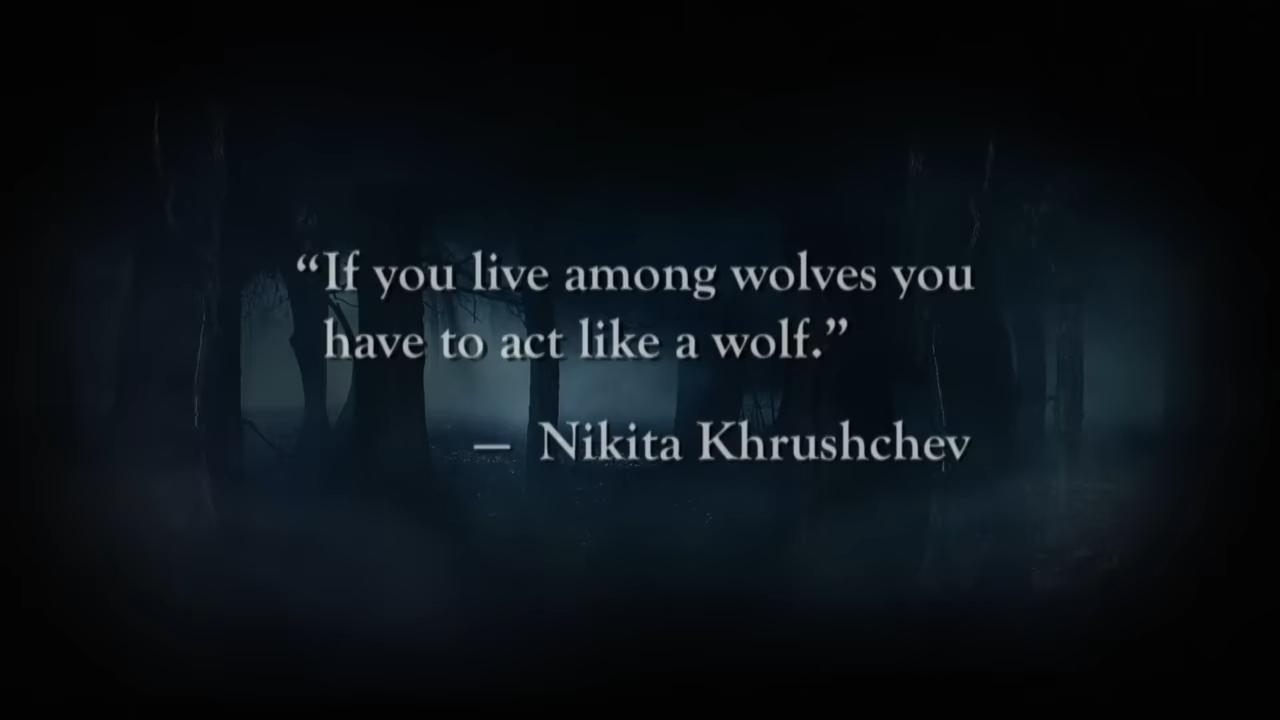 “If you live among wolves you
have to act like a wolf.”
— Nikita Khrushchev